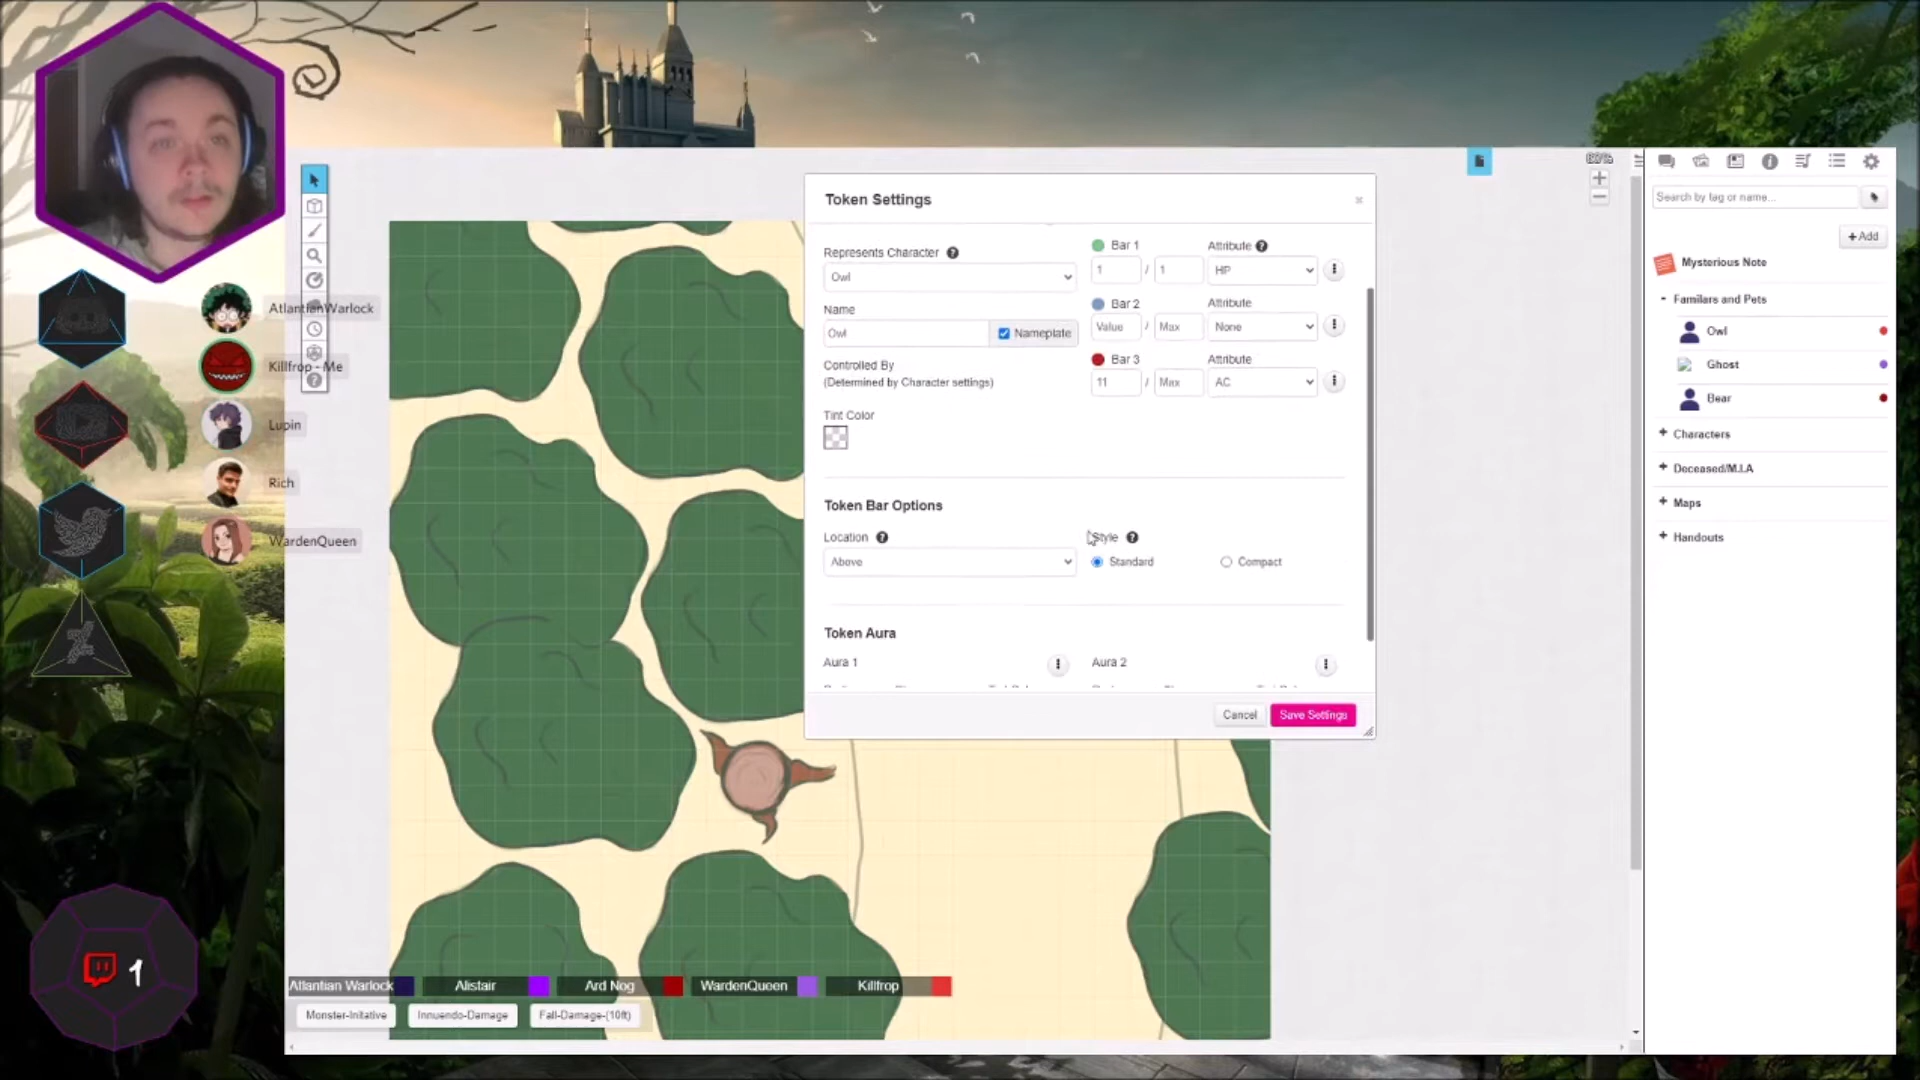 Token Settings
Represents Character
Owl
Name
Owl
Nameplate
Controlled By
(Determined by Character settings)
Tint Color
Bar 1
Attribute
1 / 1
HP
Bar 2
Attribute
Value / Max
None
Bar 3
Attribute
11 / Max
AC
Token Bar Options
Location
Above
Style
Standard
Compact
Token Aura
Aura 1
Aura 2
Cancel
Save Settings
AtlantianWarlock
Killfrop - Me
Lupin
Rich
WardenQueen
1
Atlantian Warlock
Alistair
Ard Nog
WardenQueen
Killfrop
Monster-Initative
Innuendo-Damage
Fall-Damage-(10ft)
Search by tag or name...
+ Add
Mysterious Note
- Familars and Pets
Owl
Ghost
Bear
+ Characters
+ Deceased/M.I.A
+ Maps
+ Handouts